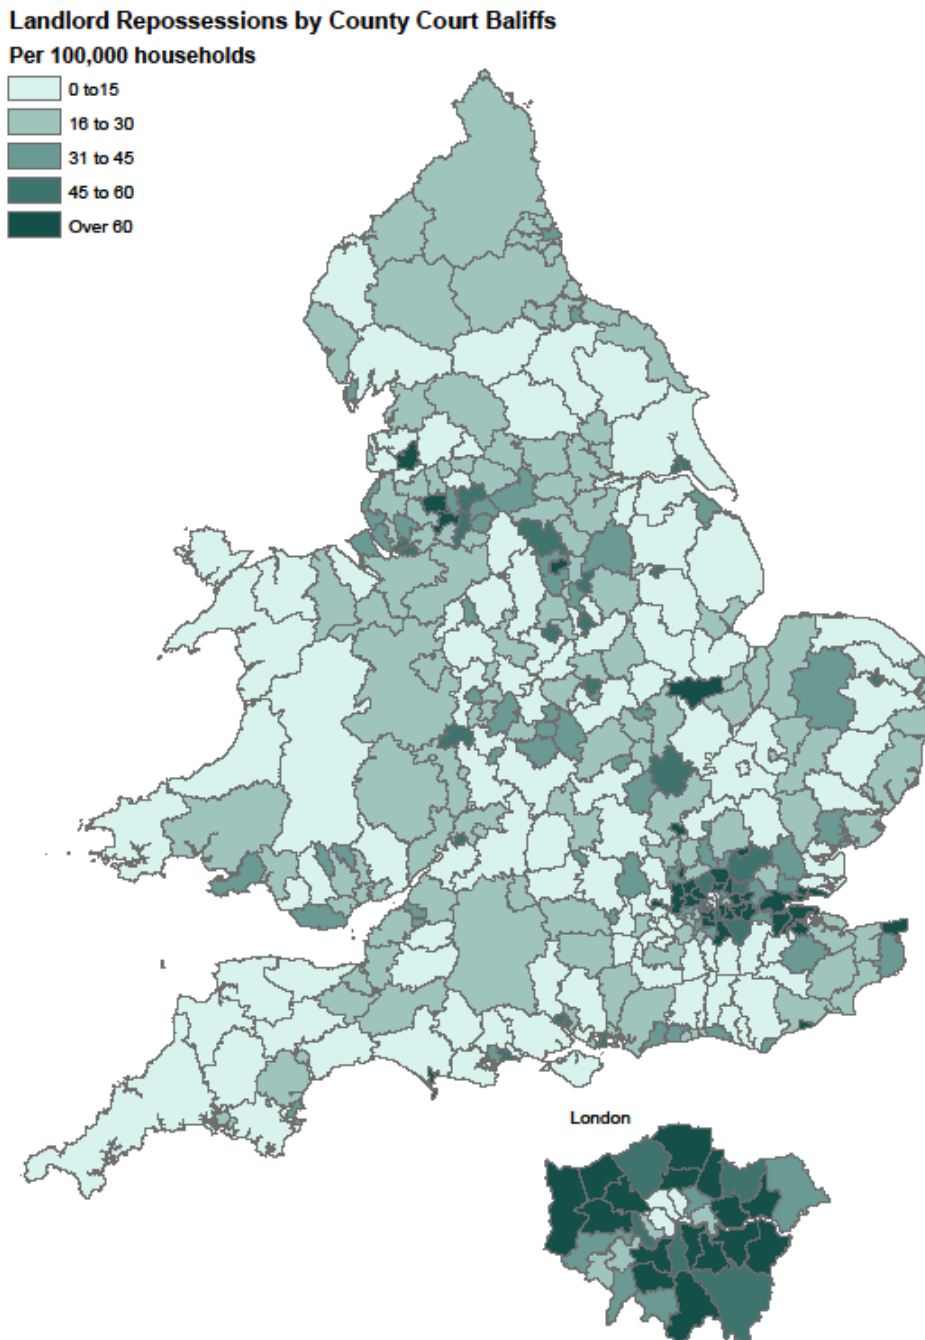 Landlord Repossessions by County Court Baliffs
Per 100,000 households
0 to15
16 to 30
31 to 45
45 to 60
Over 60
London